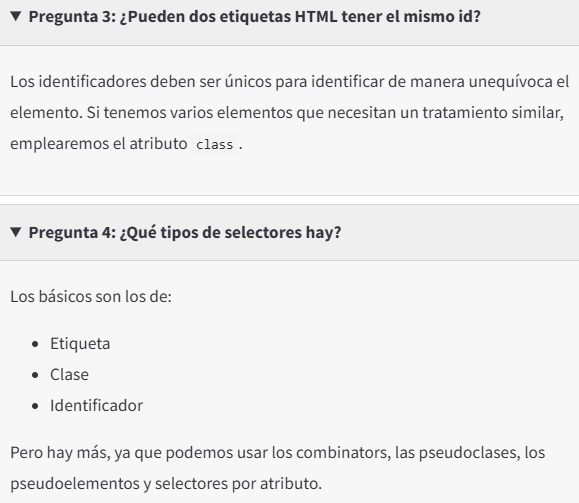 ▼ Pregunta 3: ¿Pueden dos etiquetas HTML tener el mismo id?
Los identificadores deben ser únicos para identificar de manera unequívoca el
elemento. Si tenemos varios elementos que necesitan un tratamiento similar,
emplearemos el atributo class .
▼ Pregunta 4: ¿Qué tipos de selectores hay?
Los básicos son los de:
• Etiqueta
• Clase
• Identificador
Pero hay más, ya que podemos usar los combinators, las pseudoclases, los
pseudoelementos y selectores por atributo.